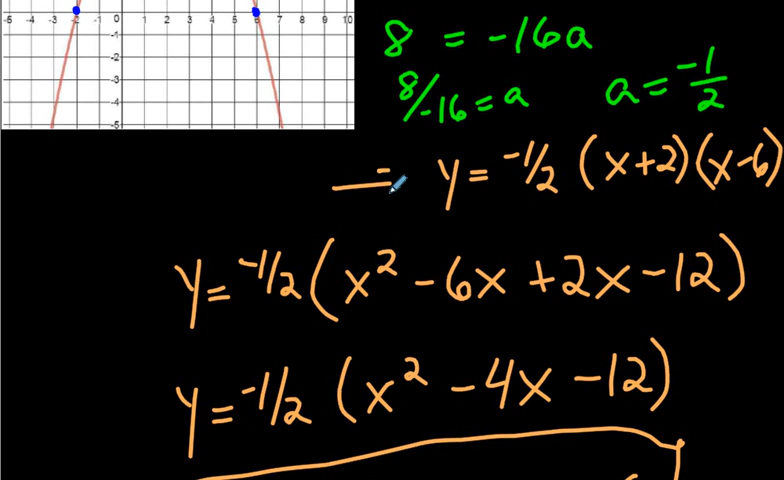 -6 -5 -4 -3 -2 0 1 2 3 4 5 6 7 8 9 10
-1
-2
-3
-4
-5
8 = -16a
8/-16 = a a = -1/2
y = -1/2 (x+2)(x-6)
y = -1/2 (x² - 6x + 2x - 12)
y = -1/2 (x² - 4x - 12)